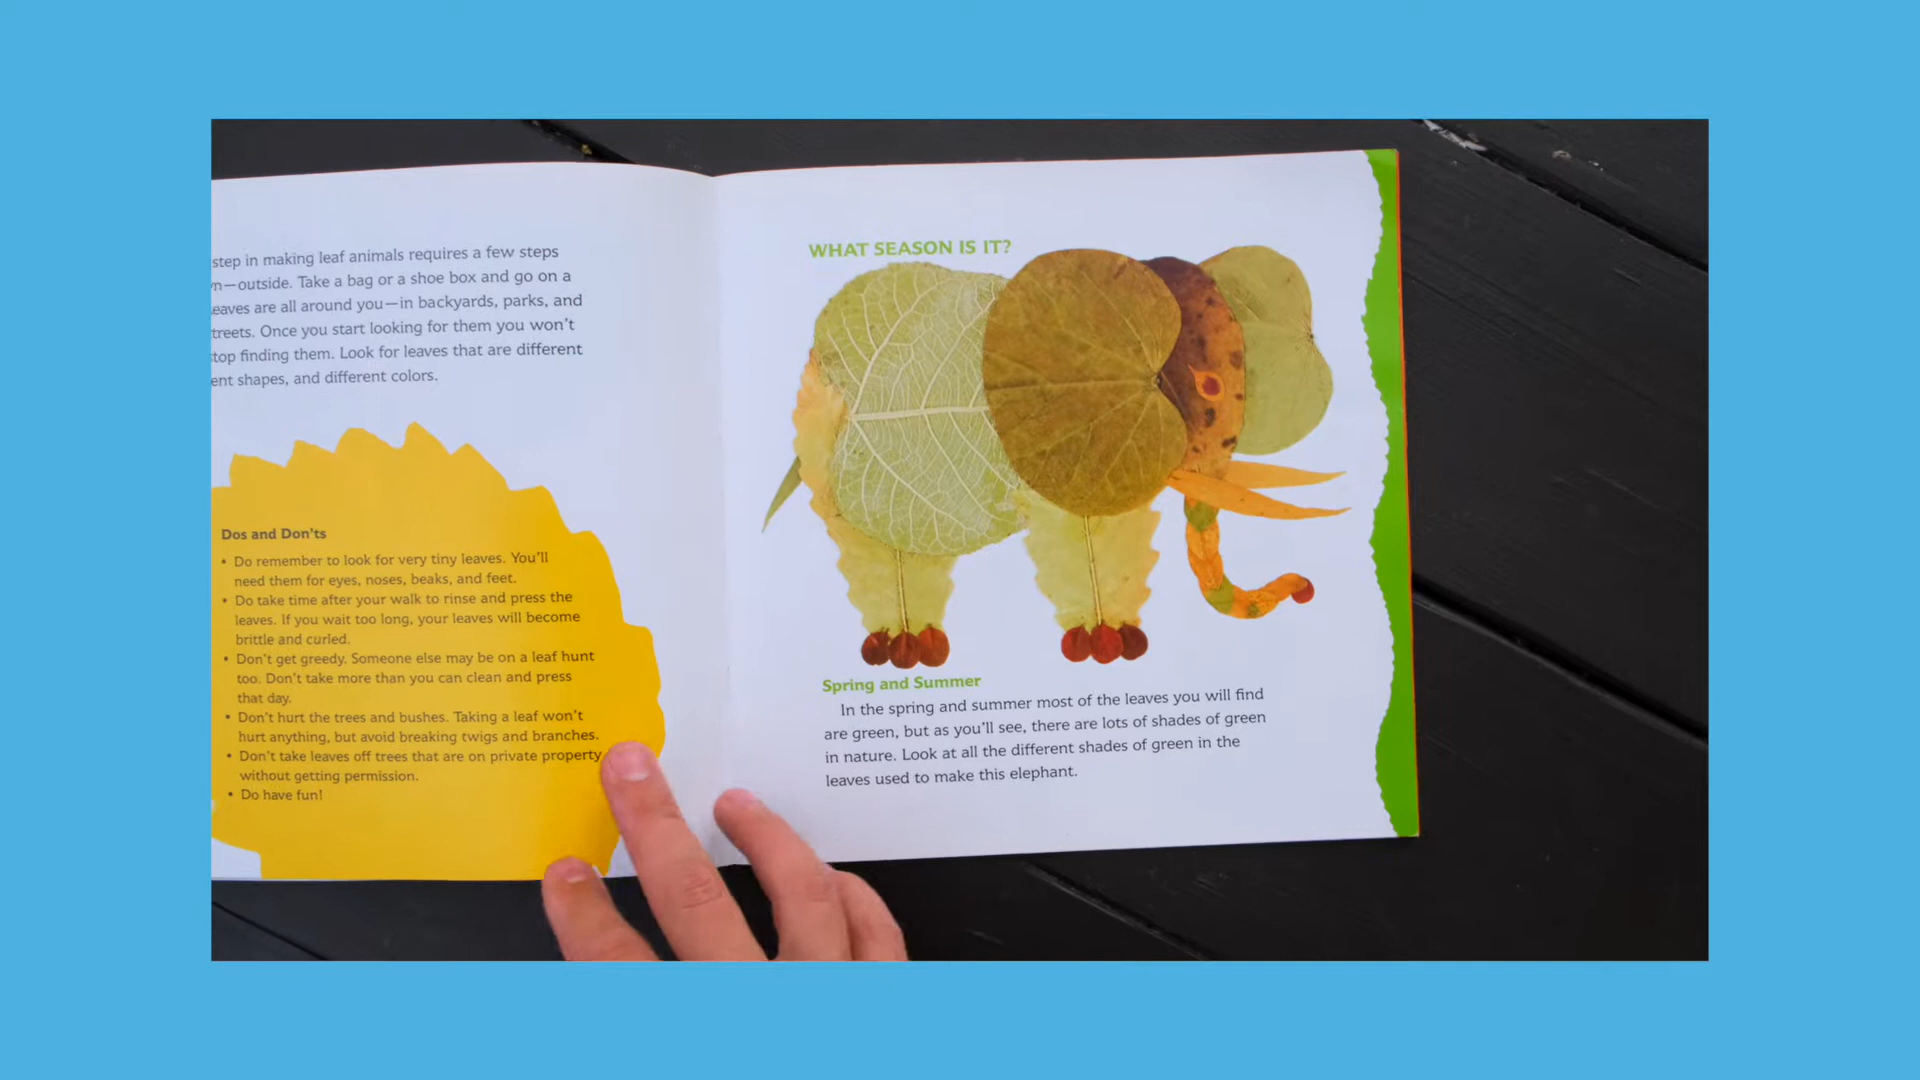 step in making leaf animals requires a few steps
—outside. Take a bag or a shoe box and go on a
eaves are all around you—in backyards, parks, and
treets. Once you start looking for them you won't
top finding them. Look for leaves that are different
ent shapes, and different colors.
Dos and Don'ts
• Do remember to look for very tiny leaves. You'll
need them for eyes, noses, beaks, and feet.
• Do take time after your walk to rinse and press the
leaves. If you wait too long, your leaves will become
brittle and curled.
• Don't get greedy. Someone else may be on a leaf hunt
too. Don't take more than you can clean and press
that day.
• Don't hurt the trees and bushes. Taking a leaf won't
hurt anything, but avoid breaking twigs and branches.
• Don't take leaves off trees that are on private property
without getting permission.
• Do have fun!
WHAT SEASON IS IT?
Spring and Summer
In the spring and summer most of the leaves you will find
are green, but as you'll see, there are lots of shades of green
in nature. Look at all the different shades of green in the
leaves used to make this elephant.